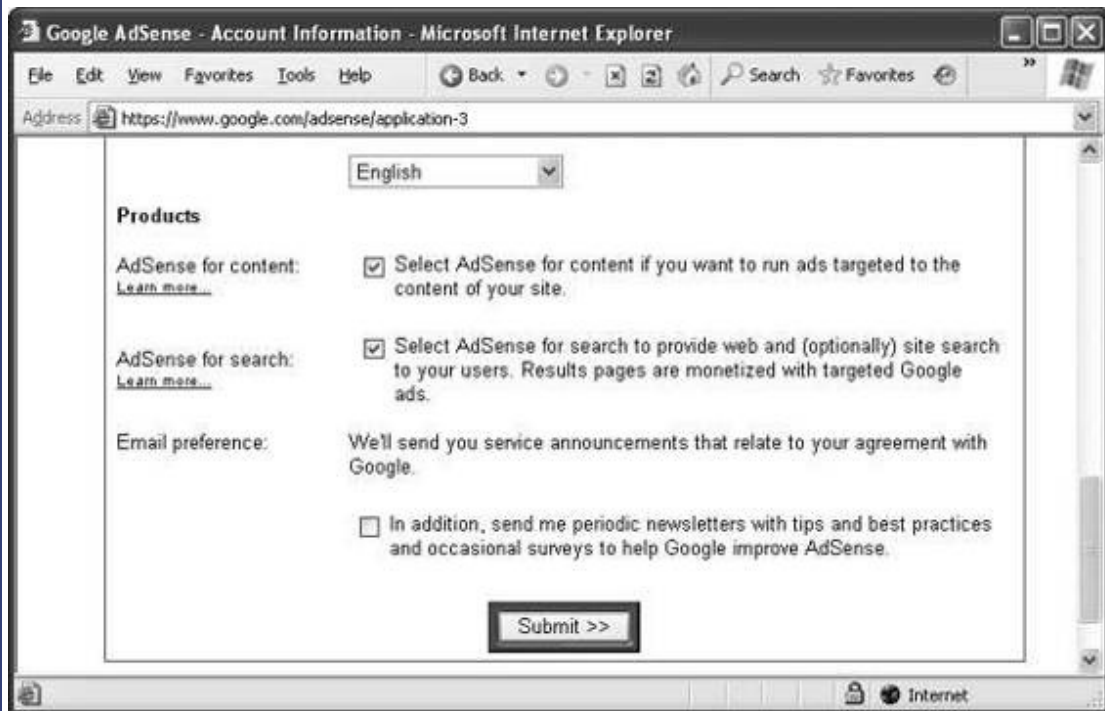 Google AdSense - Account Information - Microsoft Internet Explorer
File Edit View Favorites Tools Help Back Search Favorites »
Address https://www.google.com/adsense/application-3
English
Products
AdSense for content:
Learn more...
Select AdSense for content if you want to run ads targeted to the
content of your site.
AdSense for search:
Learn more...
Select AdSense for search to provide web and (optionally) site search
to your users. Results pages are monetized with targeted Google
ads.
Email preference:
We'll send you service announcements that relate to your agreement with
Google.
In addition, send me periodic newsletters with tips and best practices
and occasional surveys to help Google improve AdSense.
Submit >>
Internet